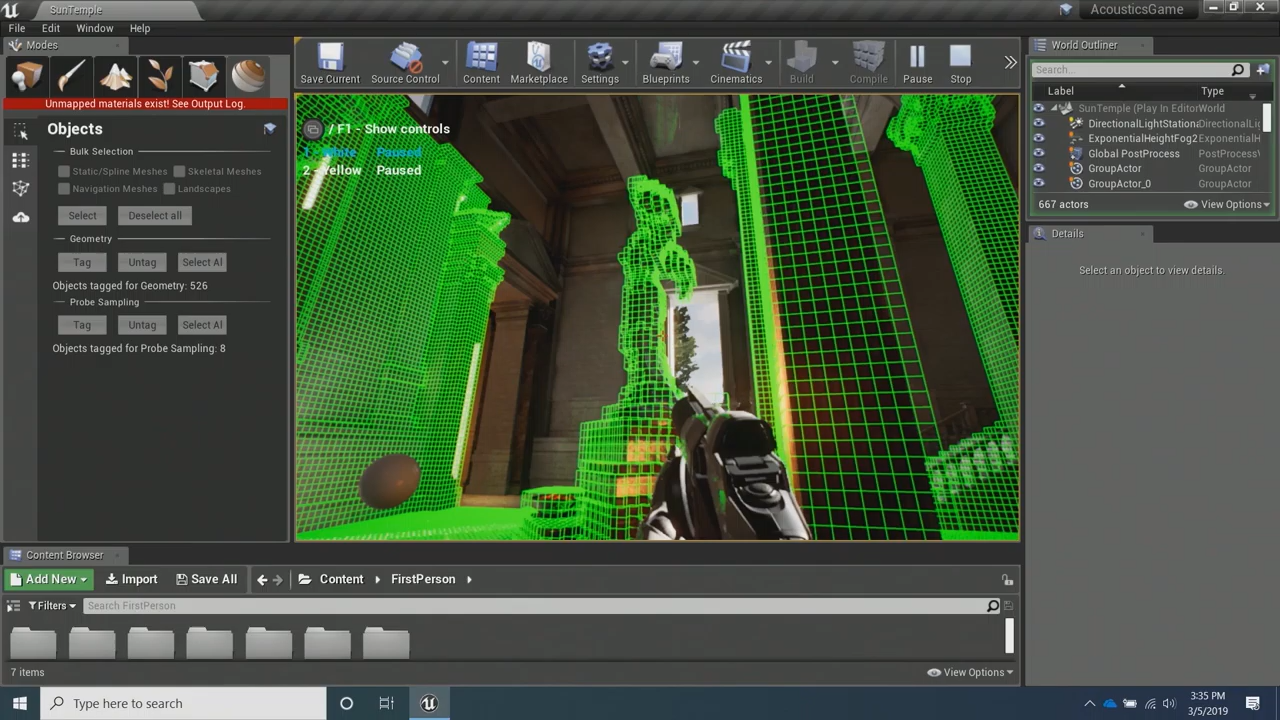 SunTemple
AcousticsGame
File Edit Window Help
Modes
World Outliner
Save Current
Source Control
Content
Marketplace
Settings
Blueprints
Cinematics
Build
Compile
Pause
Stop
Unmapped materials exist! See Output Log.
Objects
Bulk Selection
Static/Spline Meshes Skeletal Meshes
Navigation Meshes Landscapes
Select Deselect all
Geometry
Tag Untag Select Al
Objects tagged for Geometry: 526
Probe Sampling
Tag Untag Select Al
Objects tagged for Probe Sampling: 8
/ F1 - Show controls
Paused
2 - Yellow Paused
Search...
Label Type
SunTemple (Play In Editor World
DirectionalLightStationa DirectionalLig
ExponentialHeightFog2 ExponentialH
Global PostProcess PostProcessV
GroupActor GroupActor
GroupActor_0 GroupActor
667 actors View Options
Details
Select an object to view details.
Content Browser
Add New Import Save All Content FirstPerson
Filters Search FirstPerson
7 items View Options
Type here to search
3:35 PM
3/5/2019